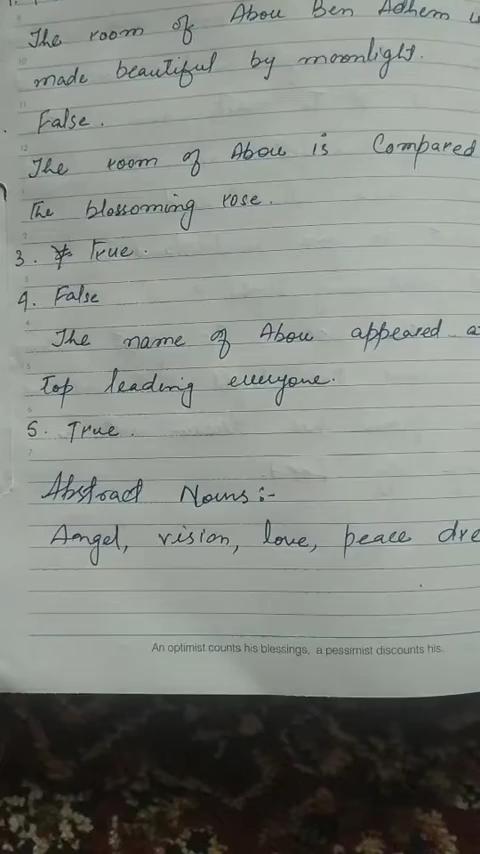 The room of Abou Ben Adhem
made beautiful by moonlight.
False.
The room of Abou is Compared
The blossoming rose.
3. True.
4. False
The name of Abou appeared
top leading everyone.
5. True.
Abstract Nouns:-
Aangel, vision, love, peace dre
An optimist counts his blessings, a pessimist discounts his.